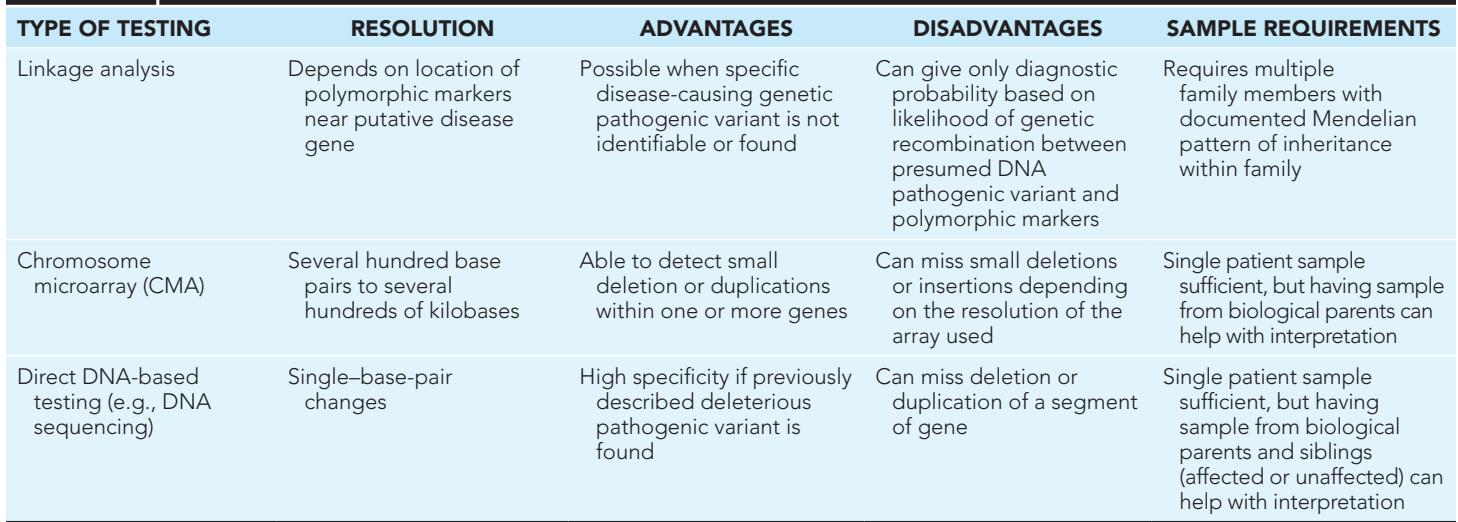 TYPE OF TESTING RESOLUTION ADVANTAGES DISADVANTAGES SAMPLE REQUIREMENTS
Linkage analysis
Depends on location of
polymorphic markers
near putative disease
gene
Possible when specific
disease-causing genetic
pathogenic variant is not
identifiable or found
Can give only diagnostic
probability based on
likelihood of genetic
recombination between
presumed DNA
pathogenic variant and
polymorphic markers
Requires multiple
family members with
documented Mendelian
pattern of inheritance
within family
Chromosome
microarray (CMA)
Several hundred base
pairs to several
hundreds of kilobases
Able to detect small
deletion or duplications
within one or more genes
Can miss small deletions
or insertions depending
on the resolution of the
array used
Single patient sample
sufficient, but having sample
from biological parents can
help with interpretation
Direct DNA-based
testing (e.g., DNA
sequencing)
Single–base-pair
changes
High specificity if previously
described deleterious
pathogenic variant is
found
Can miss deletion or
duplication of a segment
of gene
Single patient sample
sufficient, but having
sample from biological
parents and siblings
(affected or unaffected) can
help with interpretation